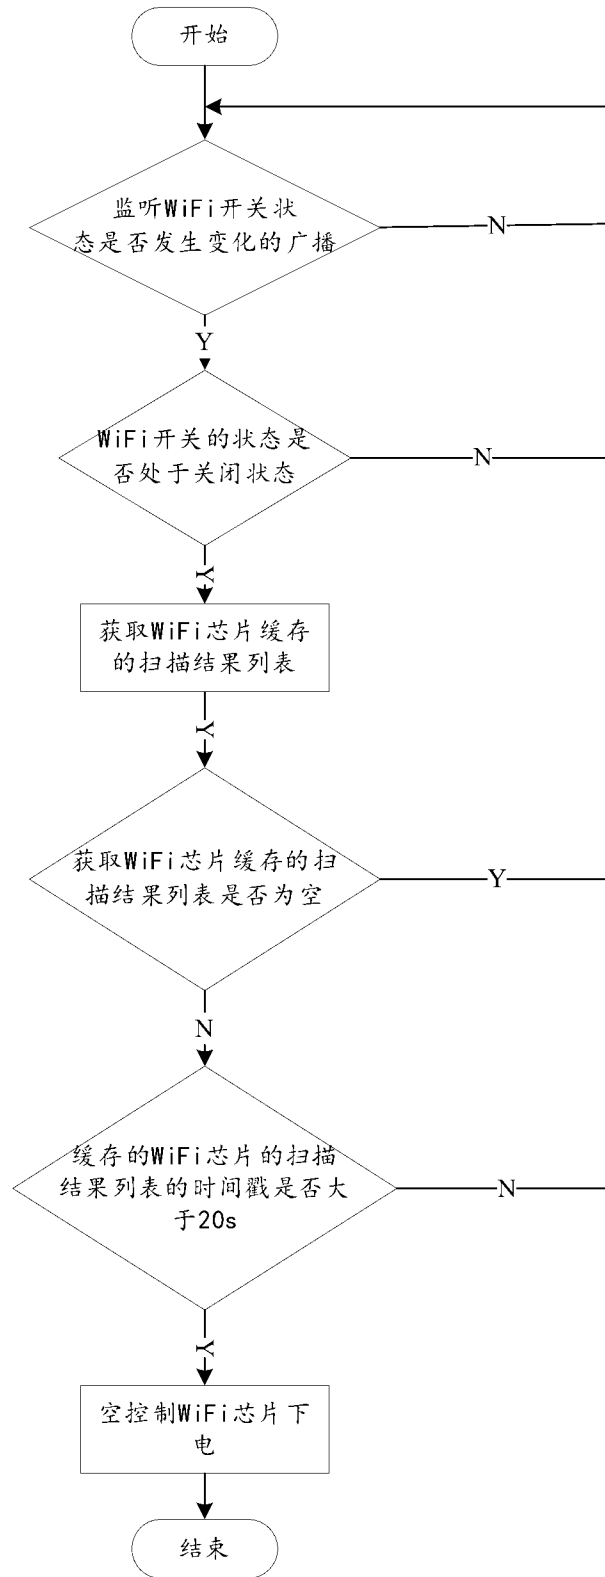 开始
监听WiFi开关状
态是否发生变化的广播
N
Y
WiFi开关的状态是
否处于关闭状态
N
Y
获取WiFi芯片缓存
的扫描结果列表
Y
获取WiFi芯片缓存的扫
描结果列表是否为空
Y
N
缓存的WiFi芯片的扫描
结果列表的时间戳是否大
于20s
N
Y
空控制WiFi芯片下
电
结束